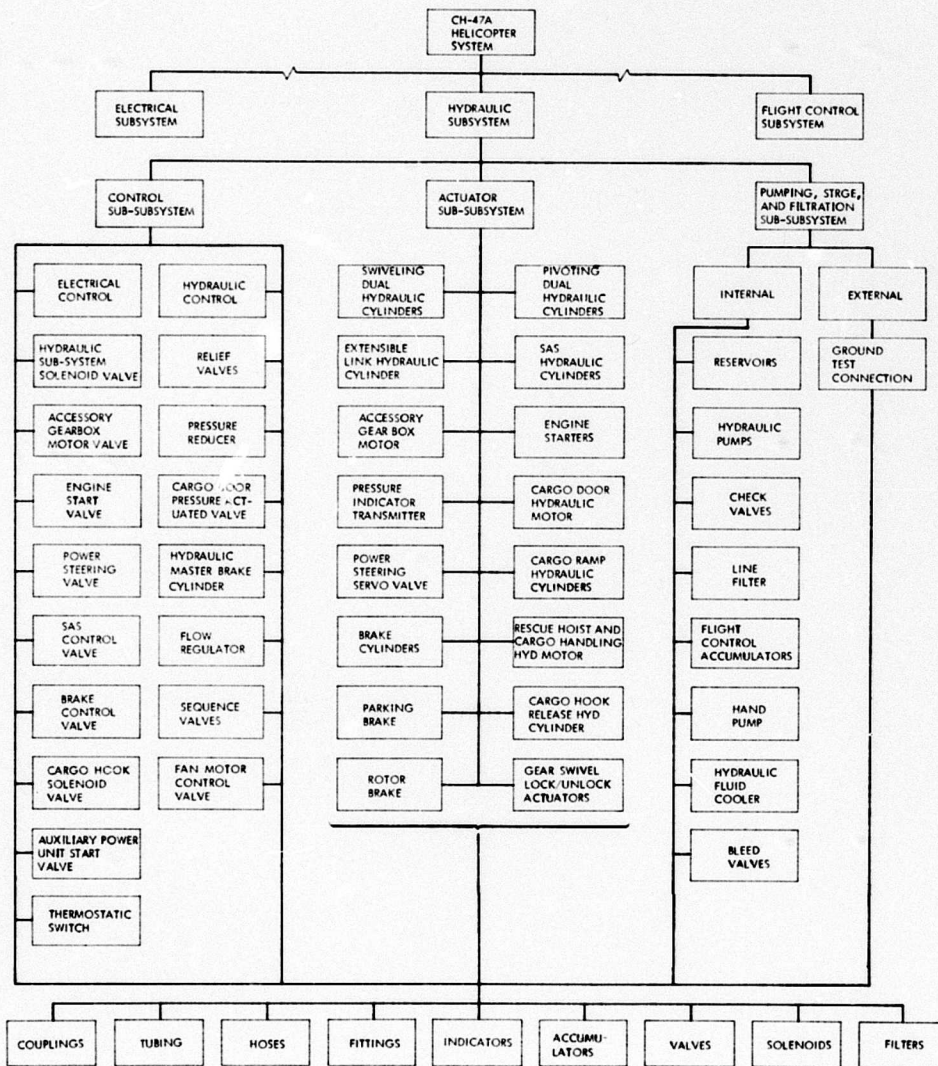 CH-47A
HELICOPTER
SYSTEM
ELECTRICAL
SUBSYSTEM
HYDRAULIC
SUBSYSTEM
FLIGHT CONTROL
SUBSYSTEM
CONTROL
SUB-SUBSYSTEM
ACTUATOR
SUB-SUBSYSTEM
PUMPING, STRGE,
AND FILTRATION
SUB-SUBSYSTEM
ELECTRICAL
CONTROL
HYDRAULIC
CONTROL
HYDRAULIC
SUB-SYSTEM
SOLENOID VALVE
RELIEF
VALVES
ACCESSORY
GEARBOX
MOTOR VALVE
PRESSURE
REDUCER
ENGINE
START
VALVE
CARGO DOOR
PRESSURE ACT-
UATED VALVE
POWER
STEERING
VALVE
HYDRAULIC
MASTER BRAKE
CYLINDER
SAS
CONTROL
VALVE
FLOW
REGULATOR
BRAKE
CONTROL
VALVE
SEQUENCE
VALVES
CARGO HOOK
SOLENOID
VALVE
FAN MOTOR
CONTROL
VALVE
AUXILIARY POWER
UNIT START
VALVE
THERMOSTATIC
SWITCH
SWIVELING
DUAL
HYDRAULIC
CYLINDERS
PIVOTING
DUAL
HYDRAULIC
CYLINDERS
EXTENSIBLE
LINK HYDRAULIC
CYLINDER
SAS
HYDRAULIC
CYLINDERS
ACCESSORY
GEAR BOX
MOTOR
ENGINE
STARTERS
PRESSURE
INDICATOR
TRANSMITTER
CARGO DOOR
HYDRAULIC
MOTOR
POWER
STEERING
SERVO VALVE
CARGO RAMP
HYDRAULIC
CYLINDERS
BRAKE
CYLINDERS
RESCUE HOIST AND
CARGO HANDLING
HYD MOTOR
PARKING
BRAKE
CARGO HOOK
RELEASE HYD
CYLINDER
ROTOR
BRAKE
GEAR SWIVEL
LOCK/UNLOCK
ACTUATORS
INTERNAL
EXTERNAL
RESERVOIRS
GROUND
TEST
CONNECTION
HYDRAULIC
PUMPS
CHECK
VALVES
LINE
FILTER
FLIGHT
CONTROL
ACCUMULATORS
HAND
PUMP
HYDRAULIC
FLUID
COOLER
BLEED
VALVES
COUPLINGS
TUBING
HOSES
FITTINGS
INDICATORS
ACCUMU-
LATORS
VALVES
SOLENOIDS
FILTERS